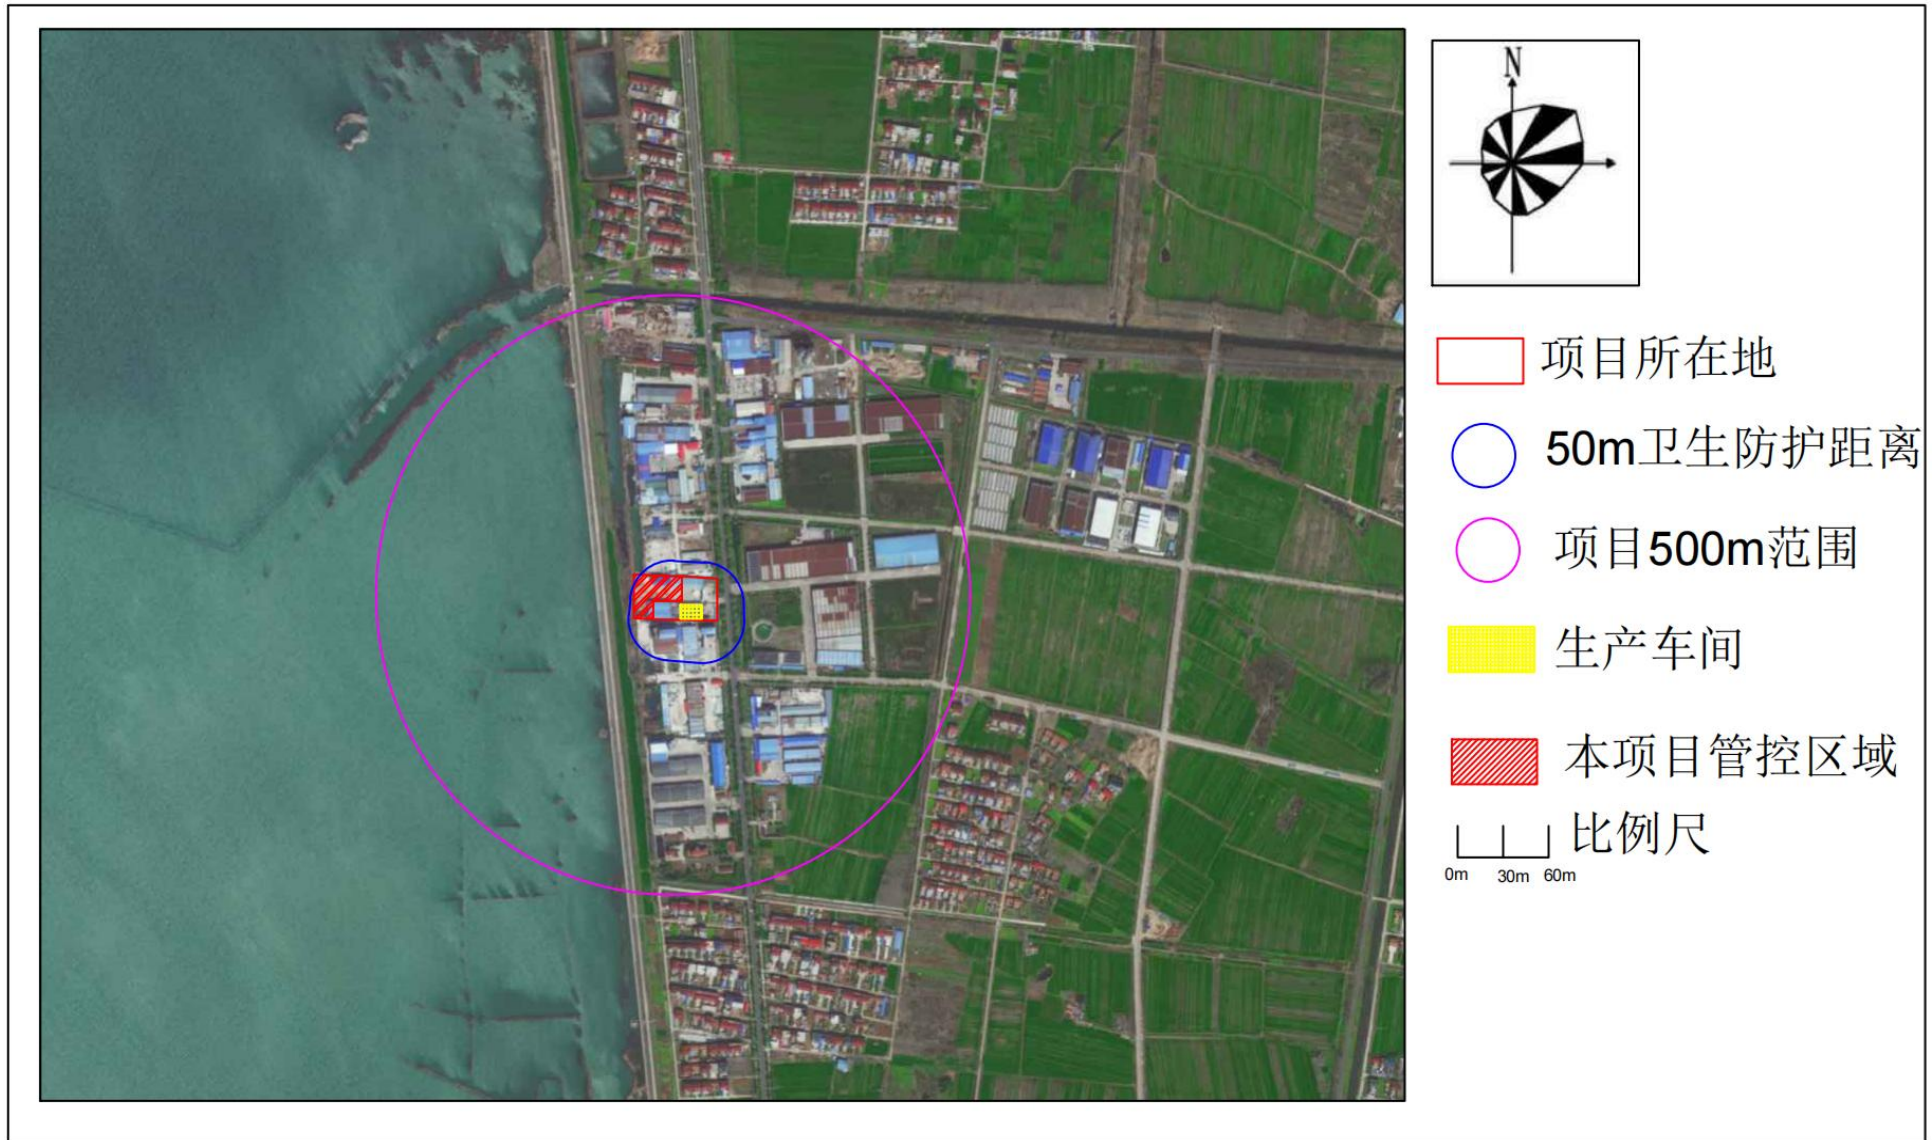 N
项目所在地
50m卫生防护距离
项目500m范围
生产车间
本项目管控区域
比例尺
0m 30m 60m